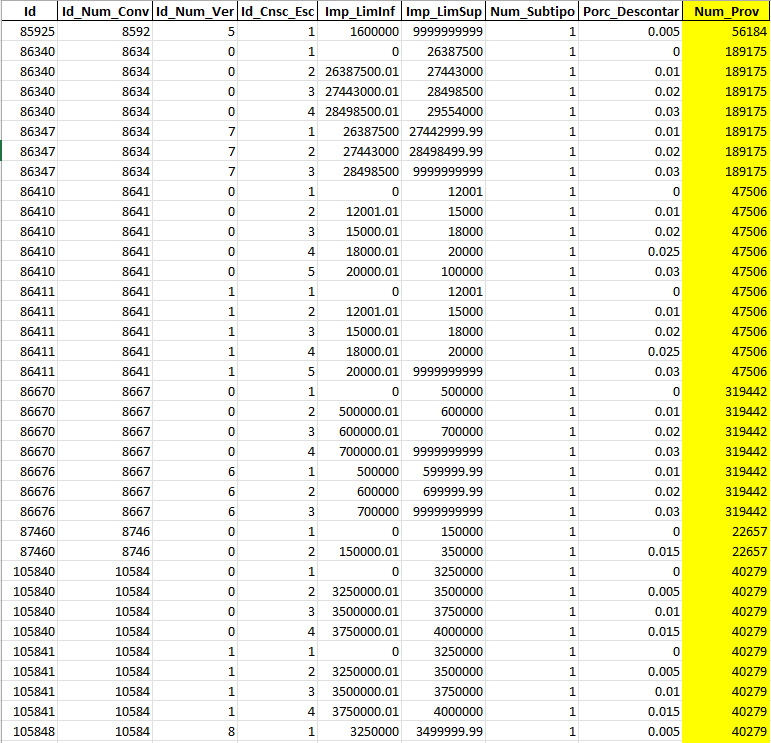 Id Id_Num_Conv Id_Num_Ver Id_Cnsc_Esc Imp_LimInf Imp_LimSup Num_Subtipo Porc_Descontar Num_Prov
85925 8592 5 1 1600000 9999999999 1 0.005 56184
86340 8634 0 1 0 26387500 1 0 189175
86340 8634 0 2 26387500.01 27443000 1 0.01 189175
86340 8634 0 3 27443000.01 28498500 1 0.02 189175
86340 8634 0 4 28498500.01 29554000 1 0.03 189175
86347 8634 7 1 26387500 27442999.99 1 0.01 189175
86347 8634 7 2 27443000 28498499.99 1 0.02 189175
86347 8634 7 3 28498500 9999999999 1 0.03 189175
86410 8641 0 1 0 12001 1 0 47506
86410 8641 0 2 12001.01 15000 1 0.01 47506
86410 8641 0 3 15000.01 18000 1 0.02 47506
86410 8641 0 4 18000.01 20000 1 0.025 47506
86410 8641 0 5 20000.01 100000 1 0.03 47506
86411 8641 1 1 0 12001 1 0 47506
86411 8641 1 2 12001.01 15000 1 0.01 47506
86411 8641 1 3 15000.01 18000 1 0.02 47506
86411 8641 1 4 18000.01 20000 1 0.025 47506
86411 8641 1 5 20000.01 9999999999 1 0.03 47506
86670 8667 0 1 0 500000 1 0 319442
86670 8667 0 2 500000.01 600000 1 0.01 319442
86670 8667 0 3 600000.01 700000 1 0.02 319442
86670 8667 0 4 700000.01 9999999999 1 0.03 319442
86676 8667 6 1 500000 599999.99 1 0.01 319442
86676 8667 6 2 600000 699999.99 1 0.02 319442
86676 8667 6 3 700000 9999999999 1 0.03 319442
87460 8746 0 1 0 150000 1 0 22657
87460 8746 0 2 150000.01 350000 1 0.015 22657
105840 10584 0 1 0 3250000 1 0 40279
105840 10584 0 2 3250000.01 3500000 1 0.005 40279
105840 10584 0 3 3500000.01 3750000 1 0.01 40279
105840 10584 0 4 3750000.01 4000000 1 0.015 40279
105841 10584 1 1 0 3250000 1 0 40279
105841 10584 1 2 3250000.01 3500000 1 0.005 40279
105841 10584 1 3 3500000.01 3750000 1 0.01 40279
105841 10584 1 4 3750000.01 4000000 1 0.015 40279
105848 10584 8 1 3250000 3499999.99 1 0.005 40279